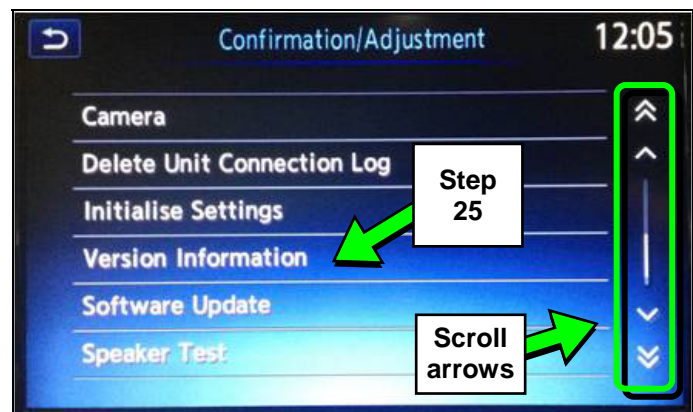 Confirmation/Adjustment
12:05
Camera
Delete Unit Connection Log
Step
25
Initialise Settings
Version Information
Software Update
Scroll
arrows
Speaker Test